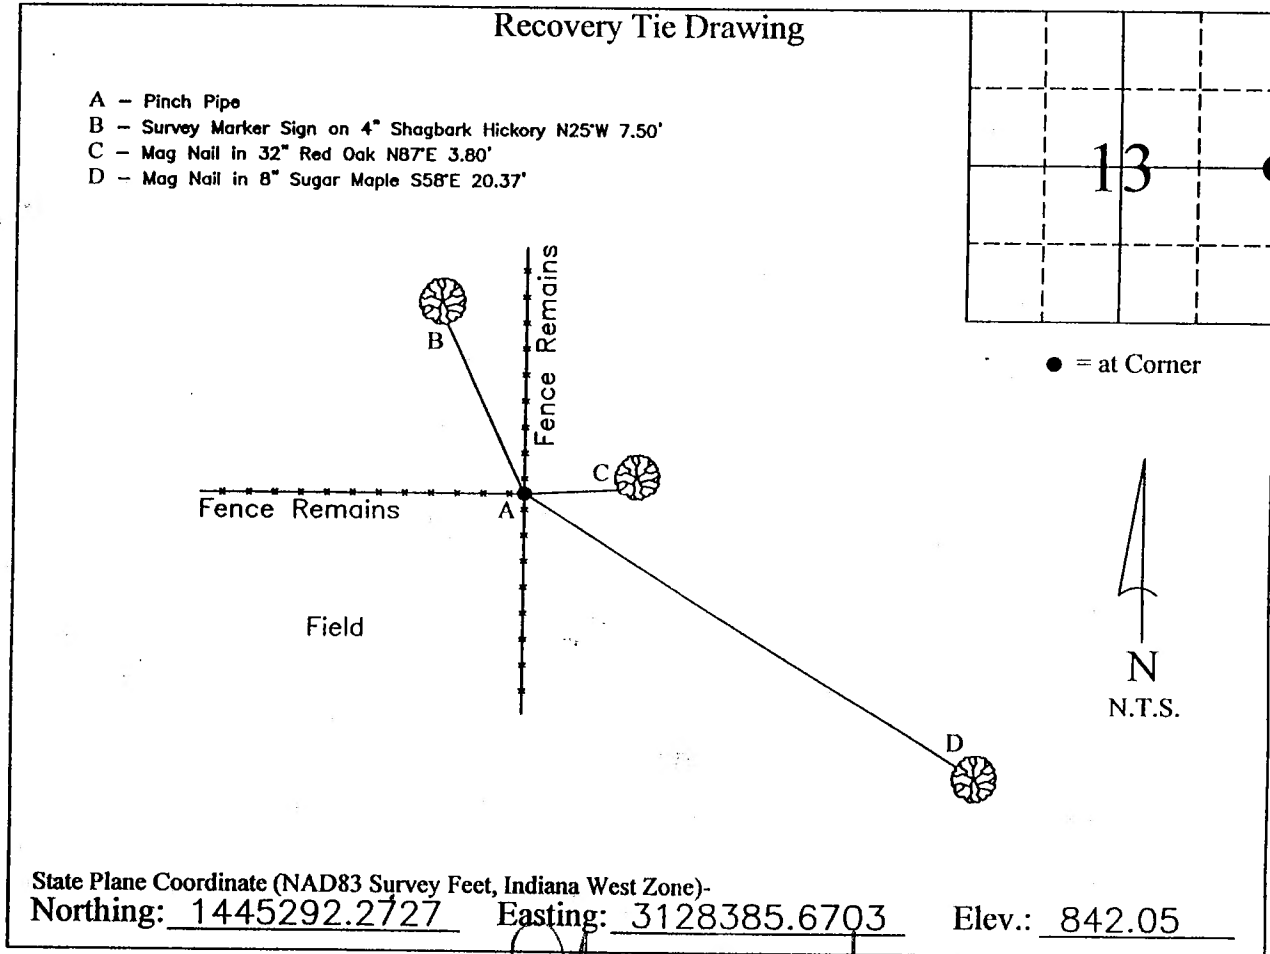 Recovery Tie Drawing
A – Pinch Pipe
B – Survey Marker Sign on 4" Shagbark Hickory N25°W 7.50'
C – Mag Nail in 32" Red Oak N87°E 3.80'
D – Mag Nail in 8" Sugar Maple S58°E 20.37'
13
● = at Corner
Fence Remains
B
C
A
Fence Remains
Field
D
N
N.T.S.
State Plane Coordinate (NAD83 Survey Feet, Indiana West Zone)-
Northing: 1445292.2727 Easting: 3128385.6703 Elev.: 842.05